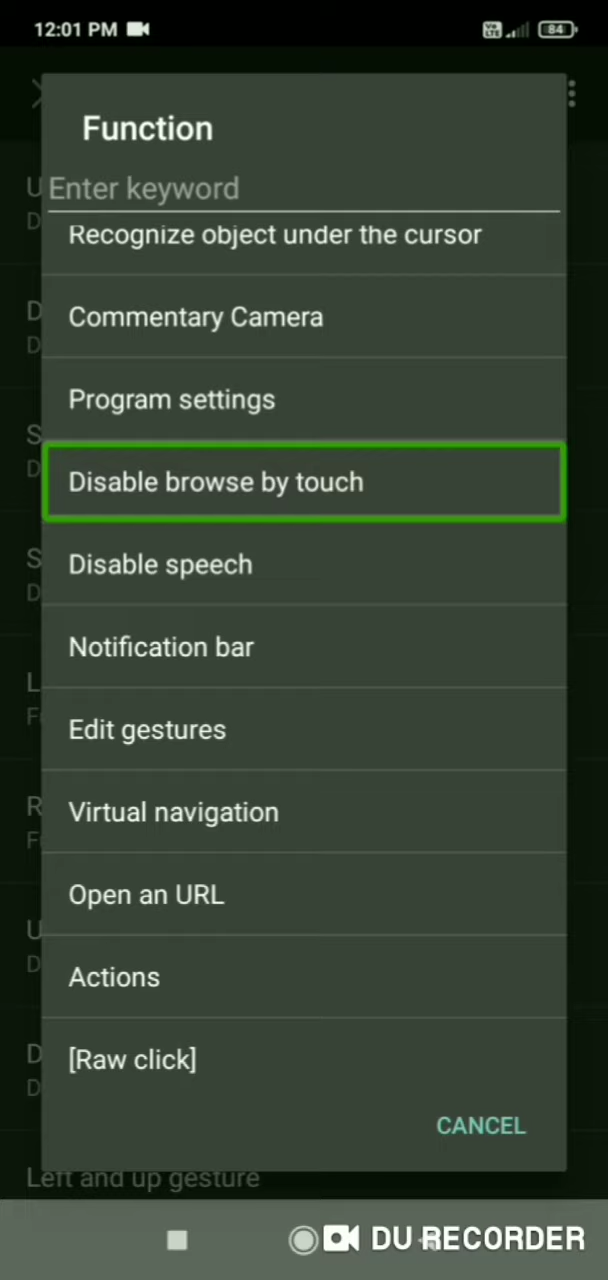 12:01 PM
Vo LTE
84
Function
Enter keyword
Recognize object under the cursor
Commentary Camera
Program settings
Disable browse by touch
Disable speech
Notification bar
Edit gestures
Virtual navigation
Open an URL
Actions
[Raw click]
CANCEL
Left and up gesture
DU RECORDER